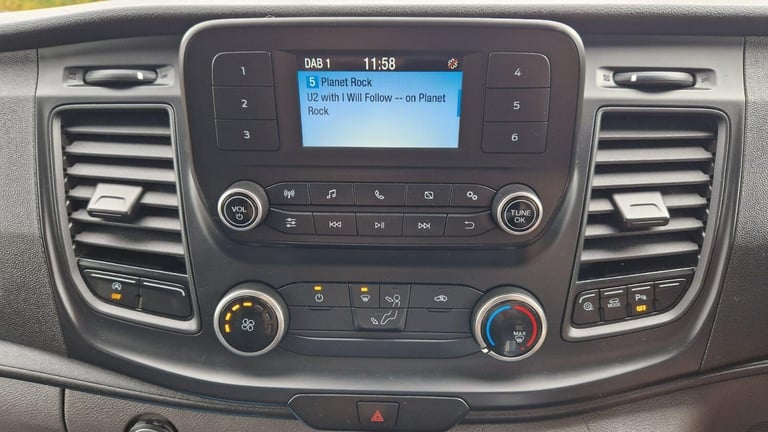 DAB 1 11:58
5 Planet Rock
U2 with I Will Follow -- on Planet
Rock
1
2
3
4
5
6
VOL
TUNE
OK
OFF
MAX
MODE
OFF